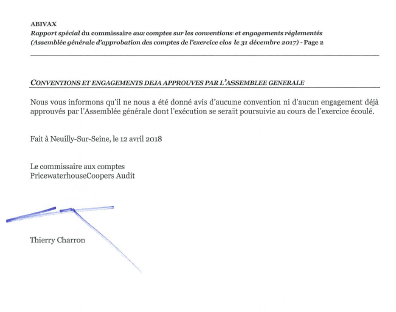 ABIVAX
Rapport spécial du commissaire aux comptes sur les conventions et engagements réglementés
(Assemblée générale d'approbation des comptes de l'exercice clos le 31 décembre 2017) - Page 2
CONVENTIONS ET ENGAGEMENTS DEJA APPROUVES PAR L'ASSEMBLEE GENERALE
Nous vous informons qu'il ne nous a été donné avis d'aucune convention ni d'aucun engagement déjà
approuvés par l'Assemblée générale dont l'exécution se serait poursuivie au cours de l'exercice écoulé.
Fait à Neuilly-Sur-Seine, le 12 avril 2018
Le commissaire aux comptes
PricewaterhouseCoopers Audit
Thierry Charron